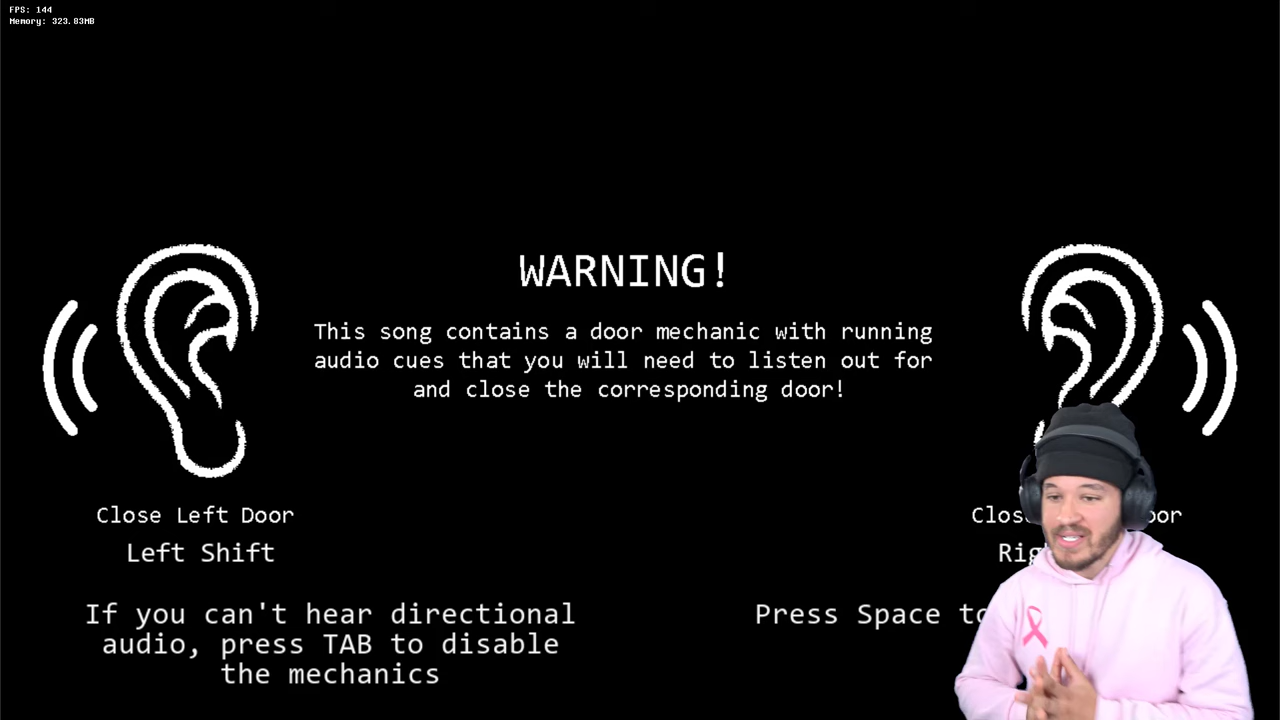 FPS: 144
Memory: 323.83MB
WARNING!
This song contains a door mechanic with running
audio cues that you will need to listen out for
and close the corresponding door!
Close Left Door
Left Shift
If you can't hear directional
audio, press TAB to disable
the mechanics
Press Space